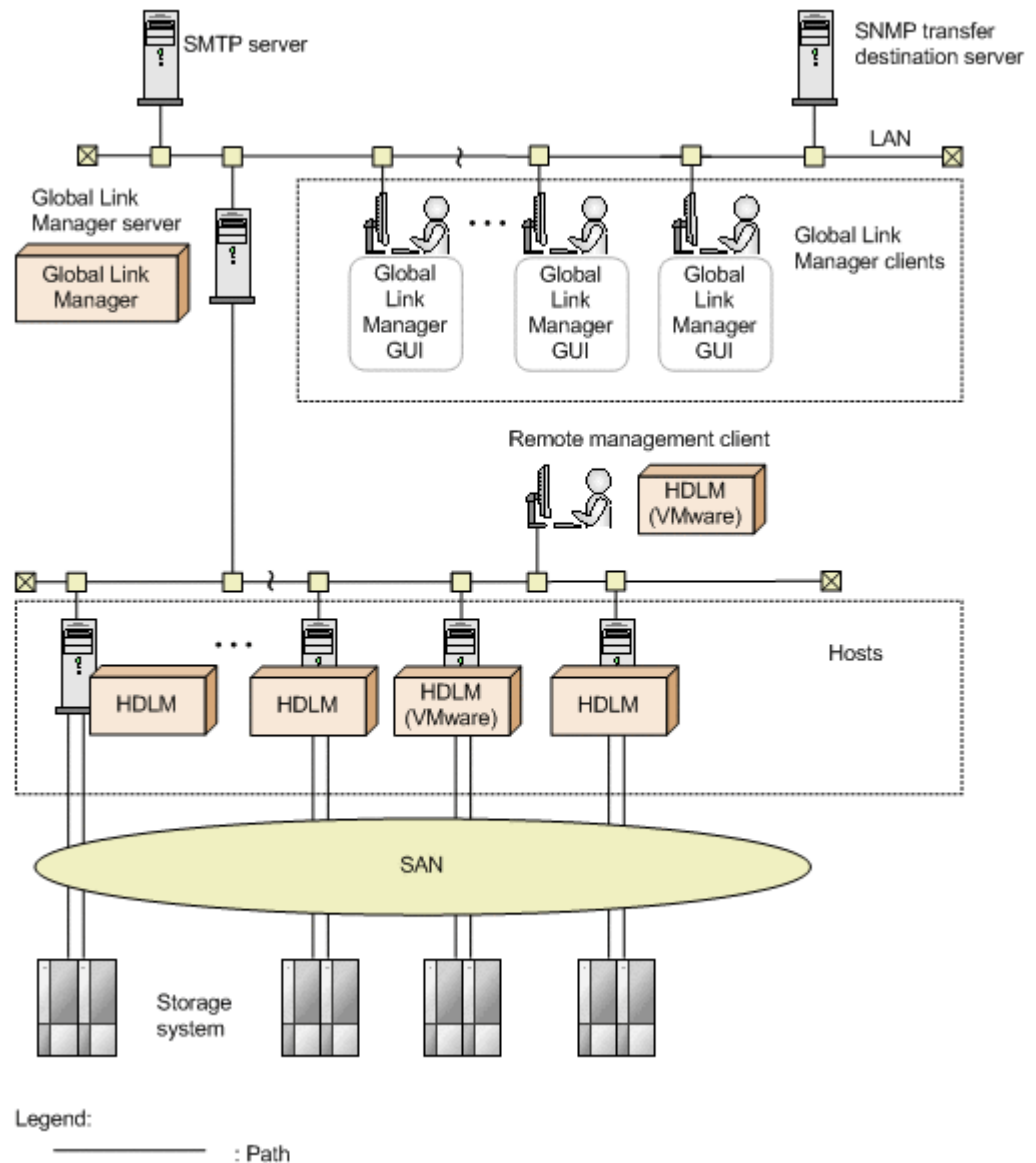 SMTP server
SNMP transfer
destination server
LAN
Global Link
Manager server
Global Link
Manager
Global Link
Manager clients
Global
Link
Manager
GUI
Global
Link
Manager
GUI
Global
Link
Manager
GUI
Remote management client
HDLM
(VMware)
Hosts
HDLM
HDLM
HDLM
(VMware)
HDLM
SAN
Storage
system
Legend:
: Path